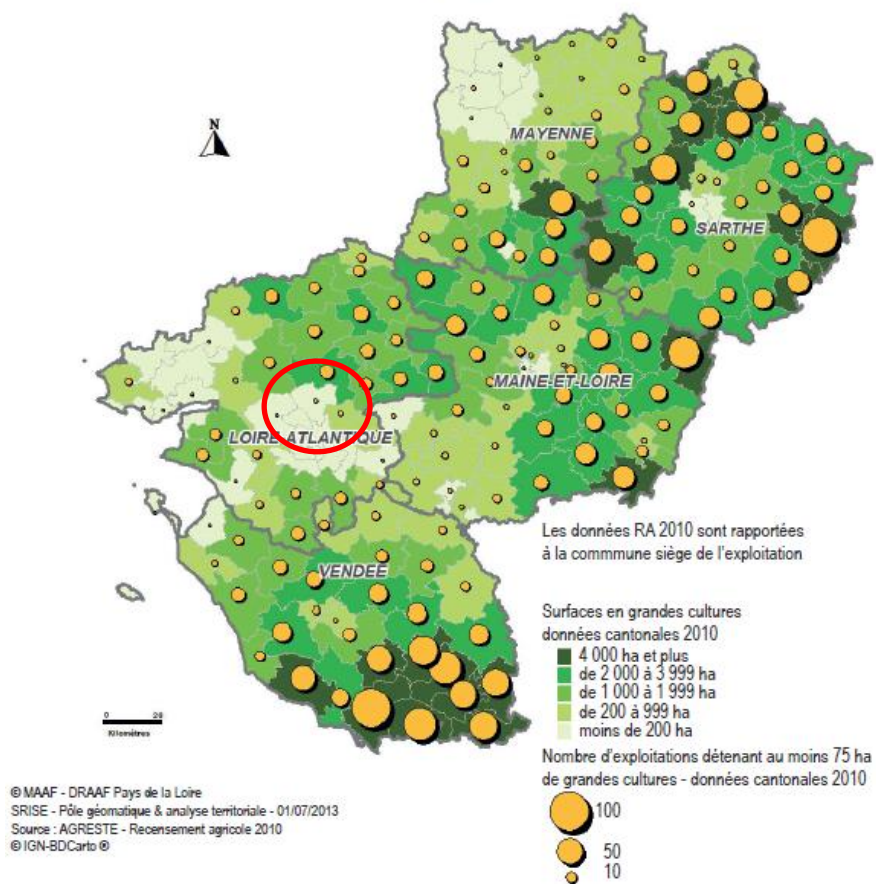 N
MAYENNE
SARTHE
MAINE-ET-LOIRE
LOIRE-ATLANTIQUE
VENDEE
Les données RA 2010 sont rapportées
à la commmune siège de l'exploitation
Surfaces en grandes cultures
données cantonales 2010
4 000 ha et plus
de 2 000 à 3 999 ha
de 1 000 à 1 999 ha
de 200 à 999 ha
moins de 200 ha
0 20
Kilomètres
Nombre d'exploitations détenant au moins 75 ha
de grandes cultures - données cantonales 2010
100
50
10
© MAAF - DRAAF Pays de la Loire
SRISE - Pôle géomatique & analyse territoriale - 01/07/2013
Source : AGRESTE - Recensement agricole 2010
© IGN-BDCarto ®